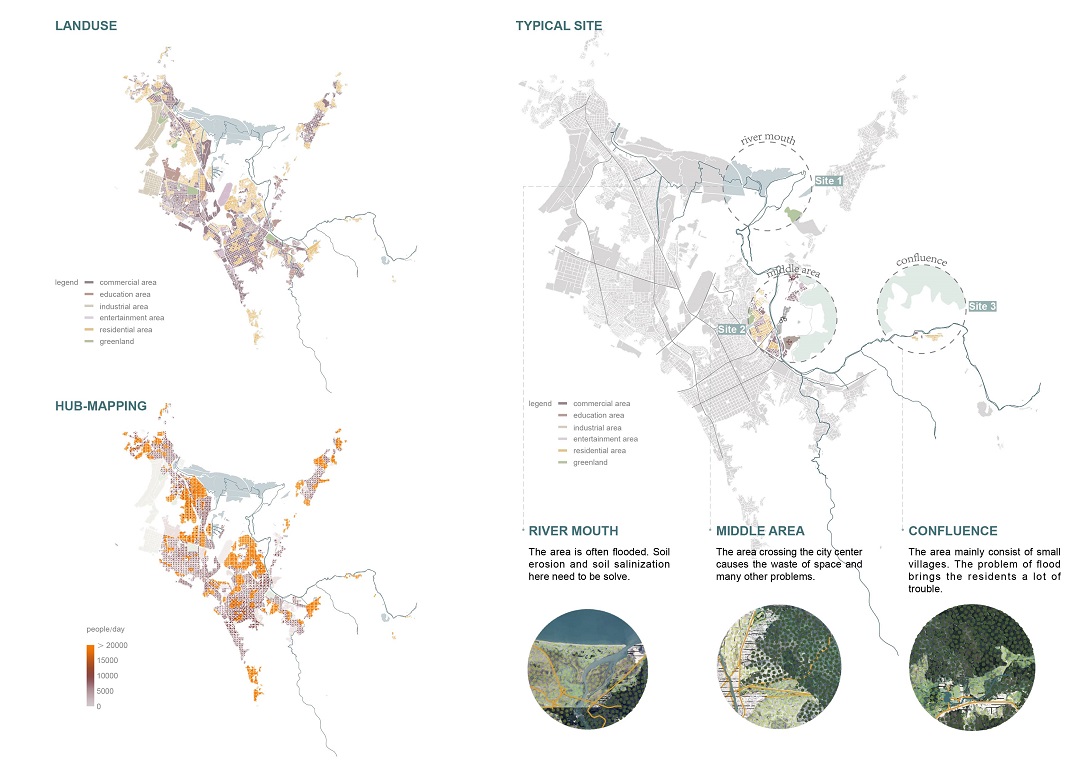 LANDUSE
legend
commercial area
education area
industrial area
entertainment area
residential area
greenland
HUB-MAPPING
people/day
> 20000
15000
10000
5000
0
TYPICAL SITE
river mouth
Site 1
middle area
Site 2
confluence
Site 3
legend
commercial area
education area
industrial area
entertainment area
residential area
greenland
RIVER MOUTH
The area is often flooded. Soil
erosion and soil salinization
here need to be solve.
MIDDLE AREA
The area crossing the city center
causes the waste of space and
many other problems.
CONFLUENCE
The area mainly consist of small
villages. The problem of flood
brings the residents a lot of
trouble.